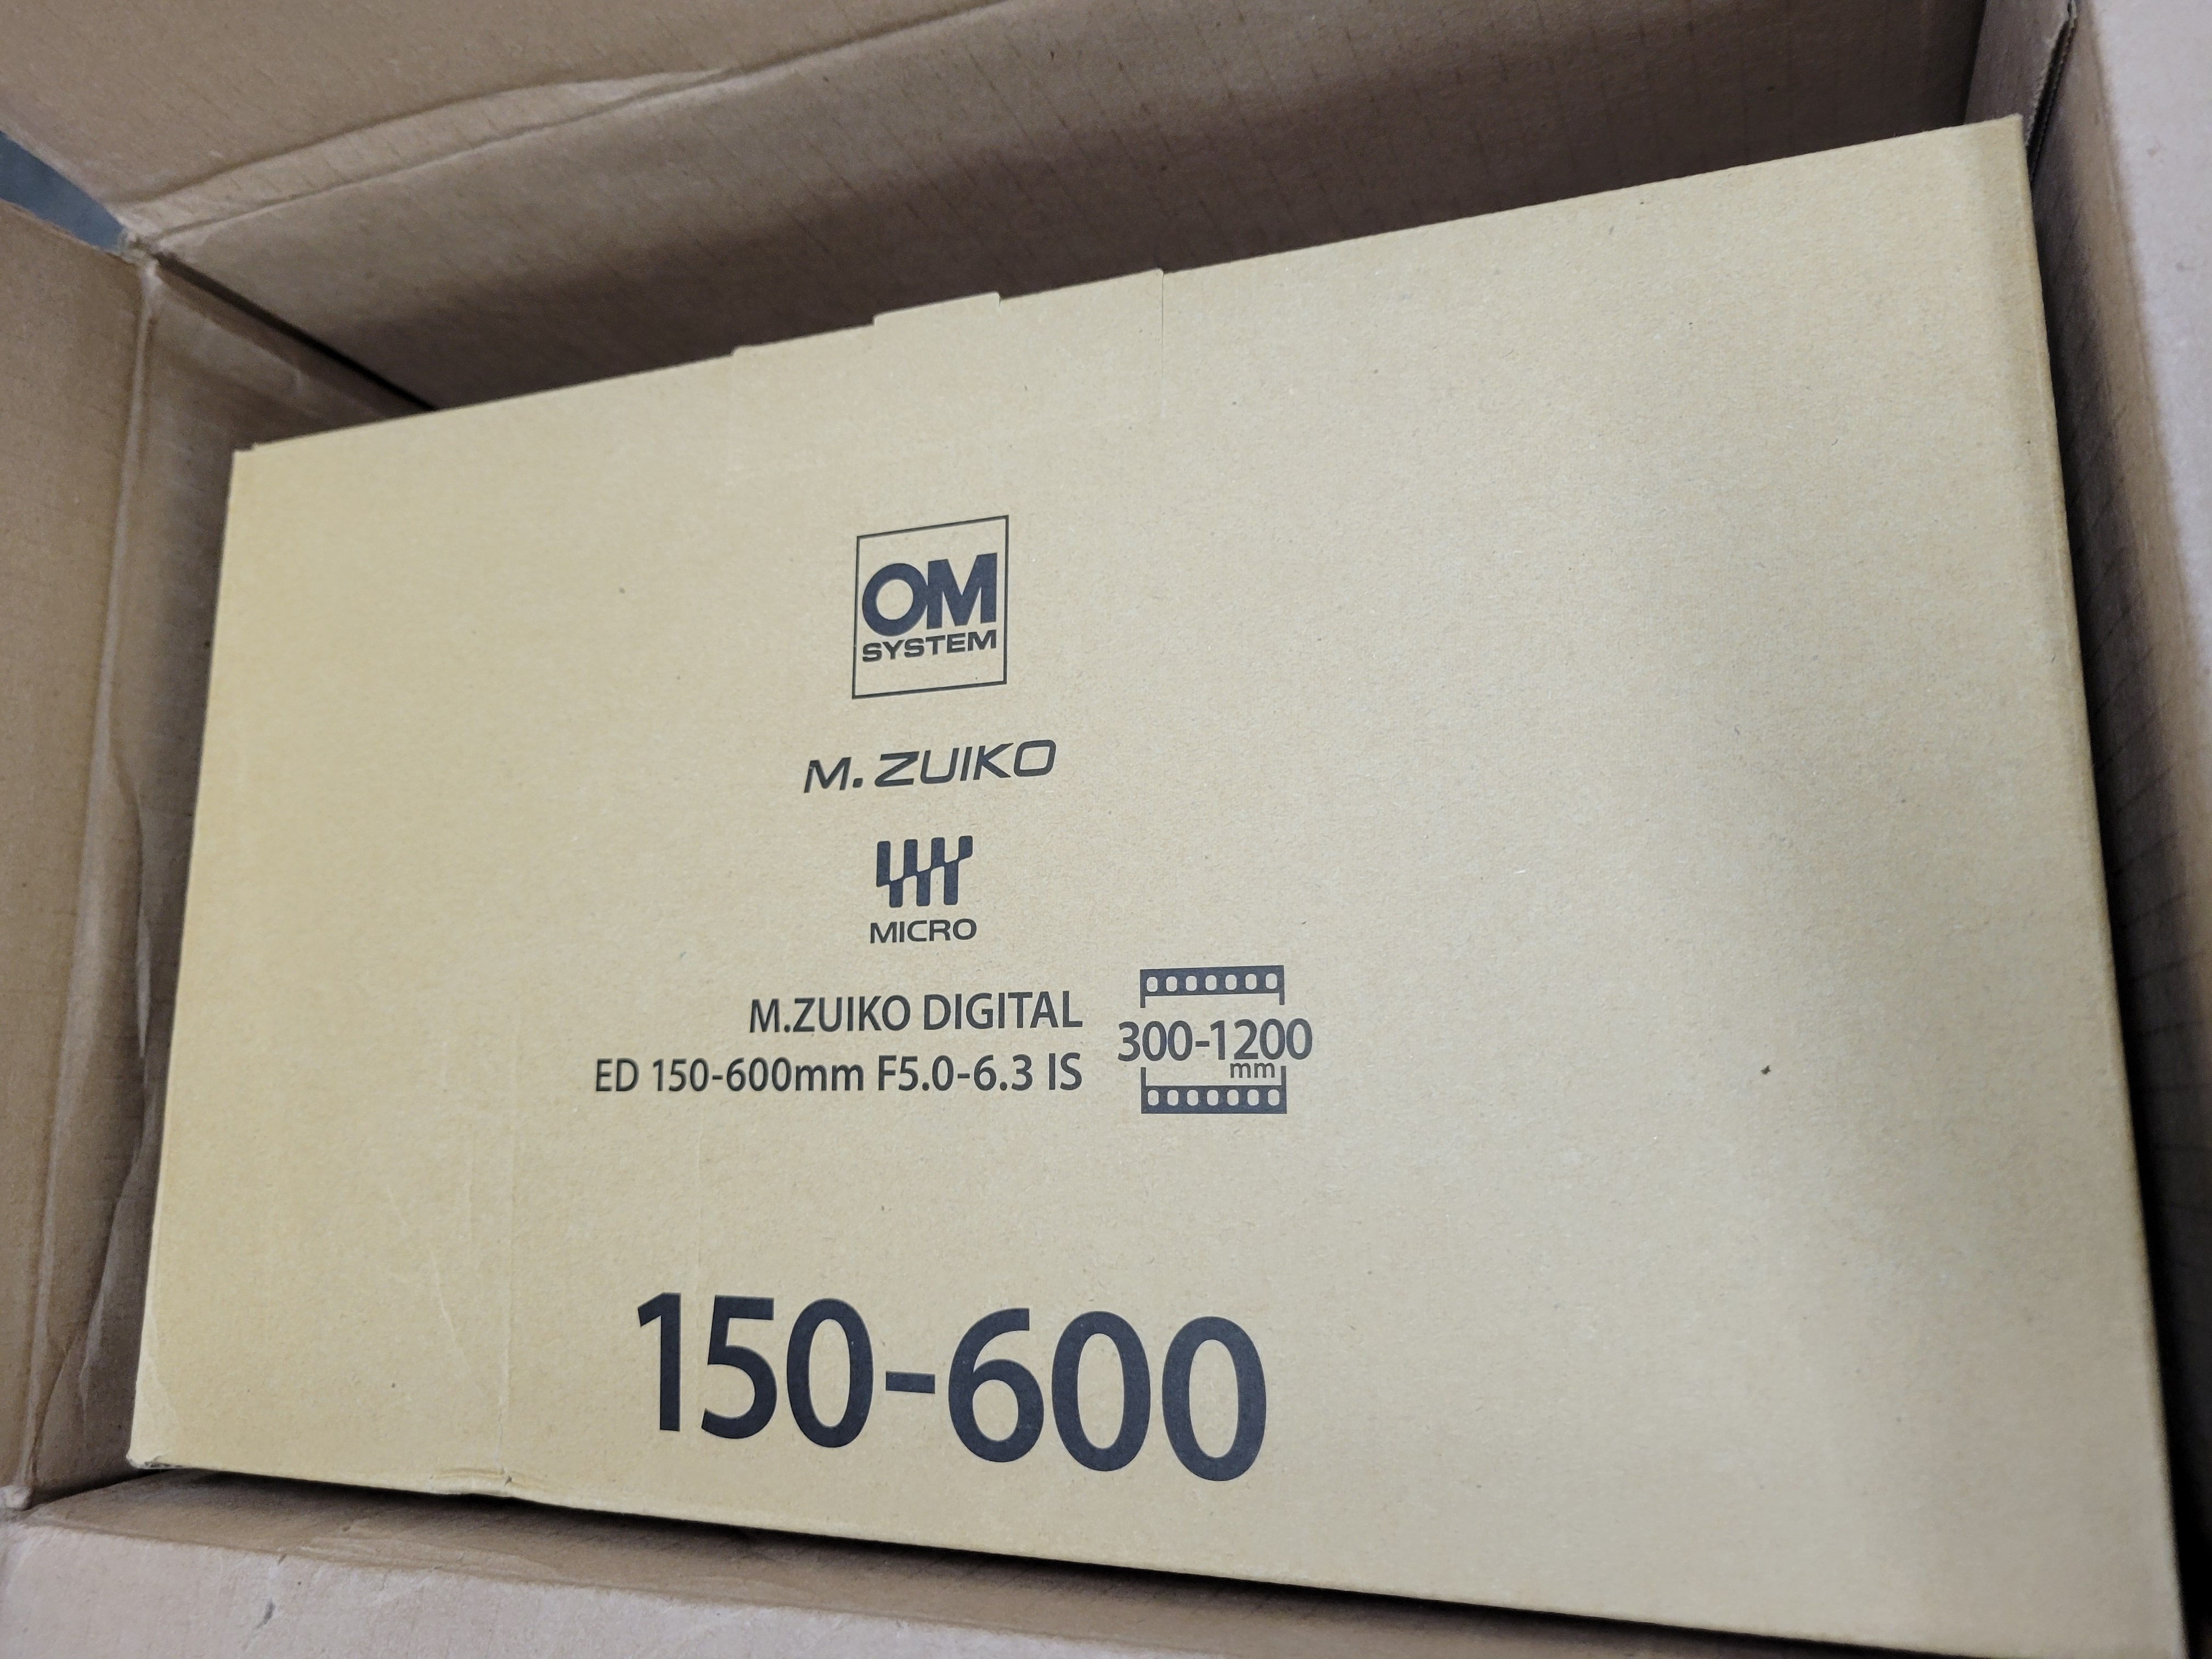 OM
SYSTEM
M.ZUIKO
MICRO
M.ZUIKO DIGITAL
ED 150-600mm F5.0-6.3 IS
300-1200
mm
150-600